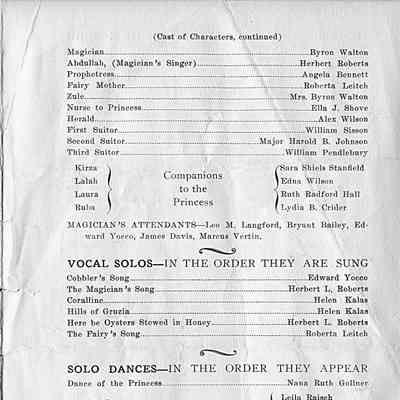 (Cast of Characters, continued)
Magician Byron Walton
Abdullah, (Magician's Singer) Herbert Roberts
Prophetress Angela Bennett
Fairy Mother Roberta Leitch
Zule Mrs. Byron Walton
Nurse to Princess Ella J. Shove
Herald Alex Wilson
First Suitor William Sisson
Second Suitor Major Harold B. Johnson
Third Suitor William Pendlebury
Kirza Sara Shiels Stanfield
Lalah Companions Edna Wilson
Laura to the Ruth Radford Hall
Ruba Princess Lydia B. Crider
MAGICIAN'S ATTENDANTS—Leo M. Langford, Bryant Bailey, Ed-
ward Yocco, James Davis, Marcus Vertin.
VOCAL SOLOS—IN THE ORDER THEY ARE SUNG
Cobbler's Song Edward Yocco
The Magician's Song Herbert L. Roberts
Coralline Helen Kalas
Hills of Gruzia Helen Kalas
Here be Oysters Stewed in Honey Herbert L. Roberts
The Fairy's Song Roberta Leitch
SOLO DANCES—IN THE ORDER THEY APPEAR
Dance of the Princess Nana Ruth Gollner
Leila Raisch